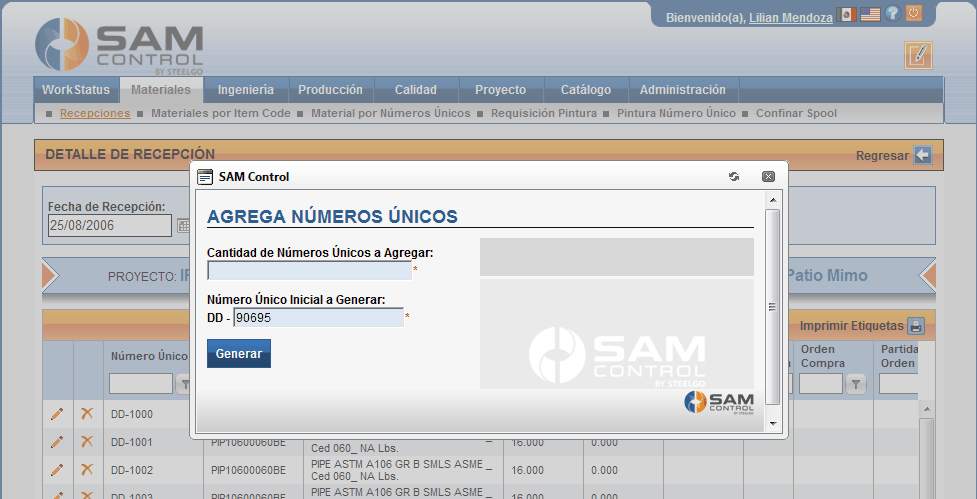 Bienvenido(a), Lilian Mendoza
SAM
CONTROL
BY STEELGO
WorkStatus Materiales Ingeniería Producción Calidad Proyecto Catálogo Administración
Recepciones Materiales por Item Code Material por Números Únicos Requisición Pintura Pintura Número Único Confinar Spool
DETALLE DE RECEPCIÓN
Regresar
SAM Control
Fecha de Recepción:
25/08/2006
AGREGA NÚMEROS ÚNICOS
Cantidad de Números Únicos a Agregar:
*
Número Único Inicial a Generar:
DD - 90695 *
Generar
SAM
CONTROL
BY STEELGO
SAM
CONTROL
BY STEELGO
PROYECTO:
Patio Mimo
Imprimir Etiquetas
Número Único
Orden
Compra
Partida
Orden
DD-1000
DD-1001 PIP10600060BE Ced 060_ NA Lbs. 16.000 0.000
DD-1002 PIP10600060BE PIPE ASTM A106 GR B SMLS ASME _ 16.000 0.000
Ced 060_ NA Lbs.
DD-1003 PIP10600060BE PIPE ASTM A106 GR B SMLS ASME _ 16.000 0.000